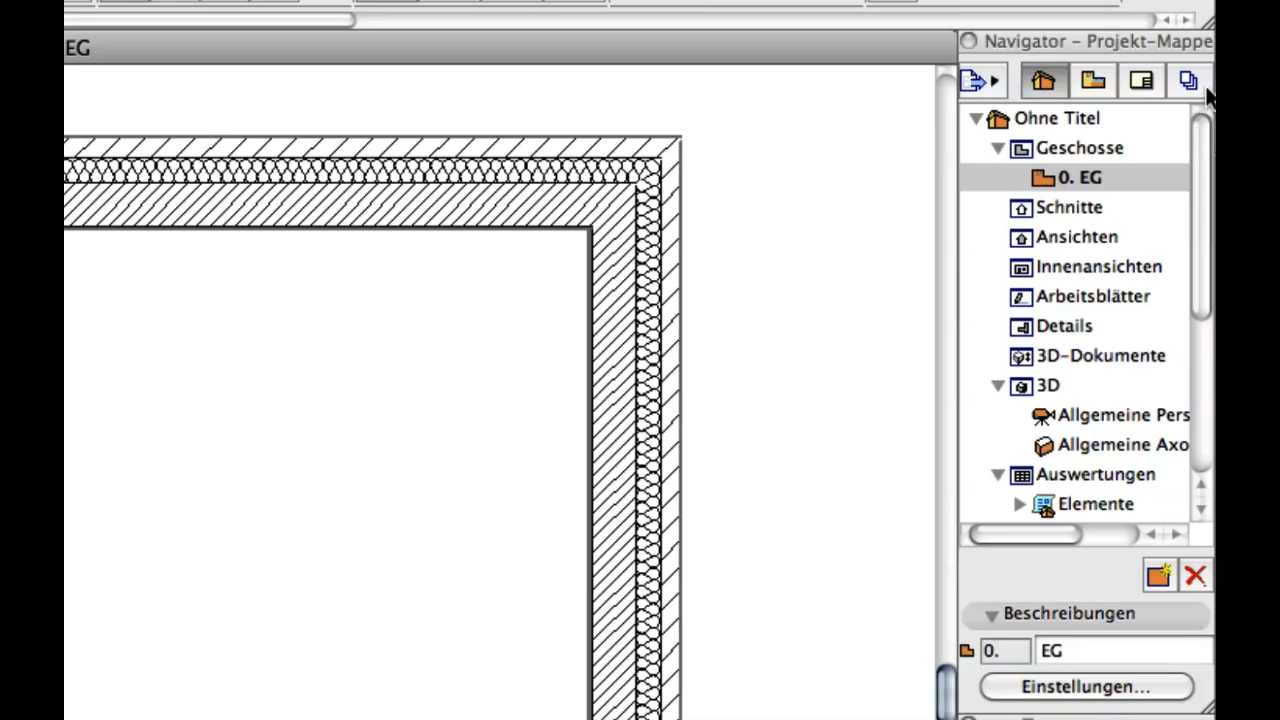 EG
Navigator - Projekt-Mappe
Ohne Titel
Geschosse
0. EG
Schnitte
Ansichten
Innenansichten
Arbeitsblätter
Details
3D-Dokumente
3D
Allgemeine Pers
Allgemeine Axo
Auswertungen
Elemente
Beschreibungen
0. EG
Einstellungen...